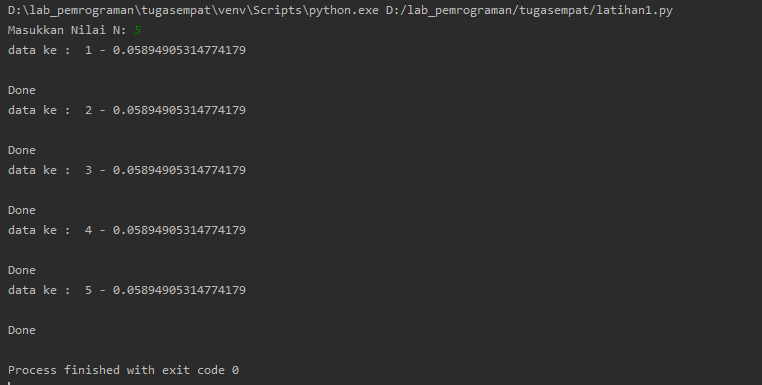 D:\lab_pemrograman\tugasempat\venv\Scripts\python.exe D:/lab_pemrograman/tugasempat/latihan1.py
Masukkan Nilai N: 5
data ke :  1 - 0.05894905314774179
Done
data ke :  2 - 0.05894905314774179
Done
data ke :  3 - 0.05894905314774179
Done
data ke :  4 - 0.05894905314774179
Done
data ke :  5 - 0.05894905314774179
Done
Process finished with exit code 0